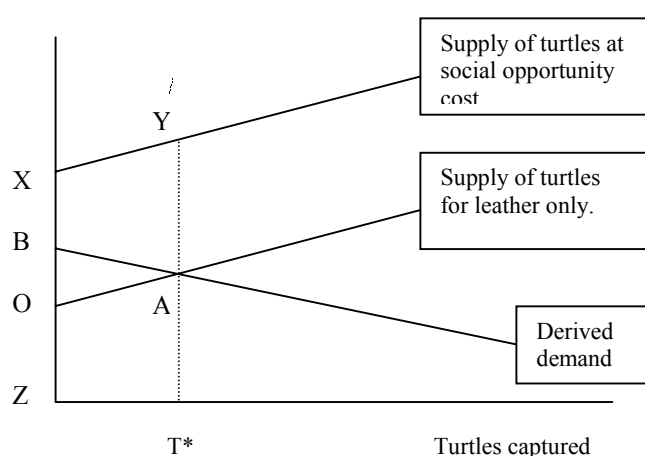 Supply of turtles at
social opportunity
cost
Y
X
Supply of turtles
for leather only.
B
O
A
Derived
demand
Z
T*
Turtles captured